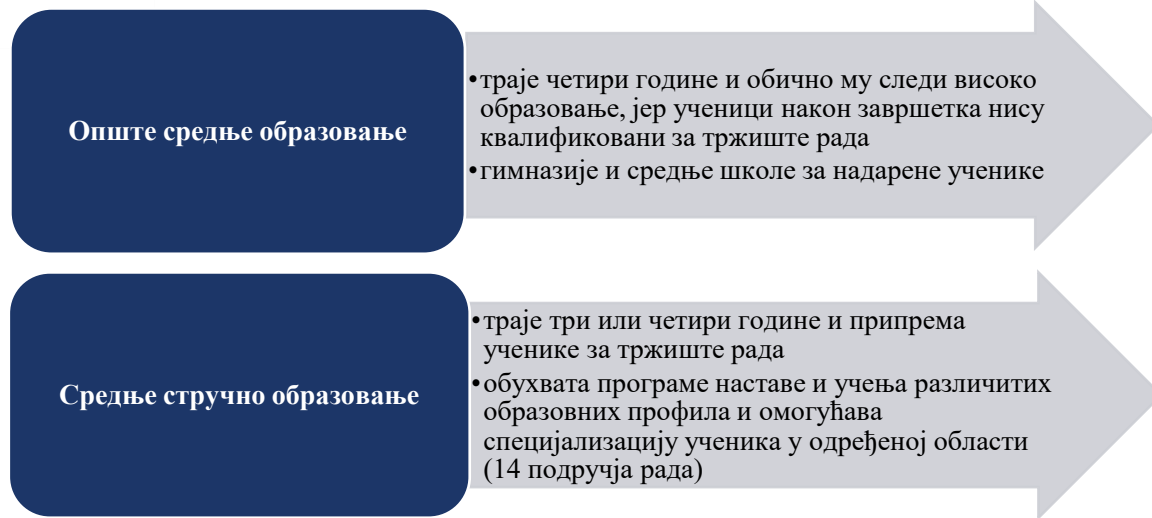 Опште средње образовање
•траје четири године и обично му следи високо
образовање, јер ученици након завршетка нису
квалификовани за тржиште рада
•гимназије и средње школе за надарене ученике
Средње стручно образовање
•траје три или четири године и припрема
ученике за тржиште рада
•обухвата програме наставе и учења различитих
образовних профила и омогућава
специјализацију ученика у одређеној области
(14 подручја рада)